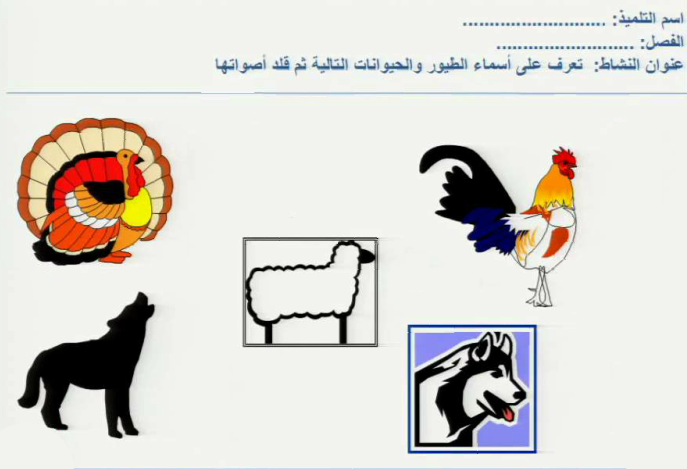 اسم التلميذ: ...........................
الفصل: ..........................
عنوان النشاط: تعرف على أسماء الطيور والحيوانات التالية ثم قلد أصواتها